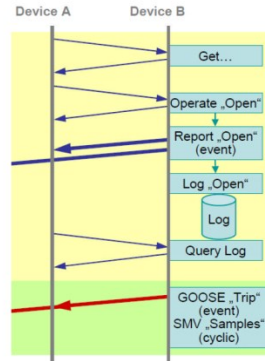 Device A Device B
Get...
Operate „Open“
Report „Open“
(event)
Log „Open“
Log
Query Log
GOOSE „Trip“
(event)
SMV „Samples“
(cyclic)